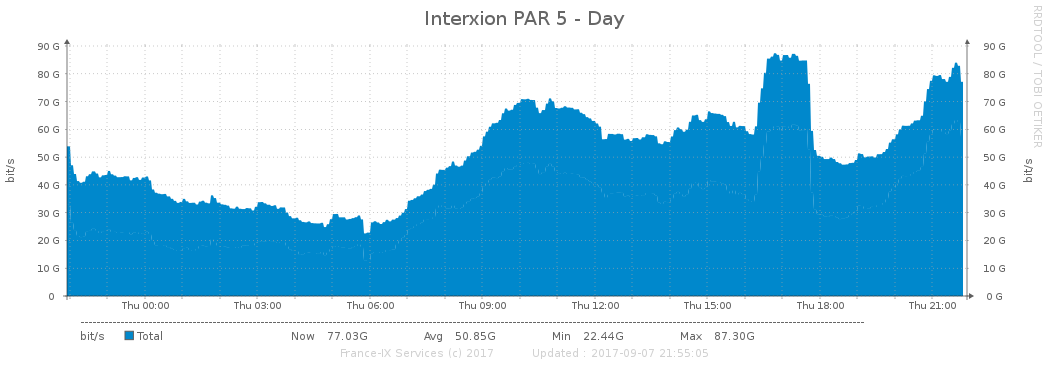 Interxion PAR 5 - Day
RRDTOOL / TOBI OETIKER
90 G 90 G
80 G 80 G
70 G 70 G
60 G 60 G
50 G 50 G
40 G 40 G
30 G 30 G
20 G 20 G
10 G 10 G
0 0 G
bit/s
bit/s
Thu 00:00 Thu 03:00 Thu 06:00 Thu 09:00 Thu 12:00 Thu 15:00 Thu 18:00 Thu 21:00
bit/s Total Now 77.03G Avg 50.85G Min 22.44G Max 87.30G
France-IX Services (c) 2017 Updated : 2017-09-07 21:55:05